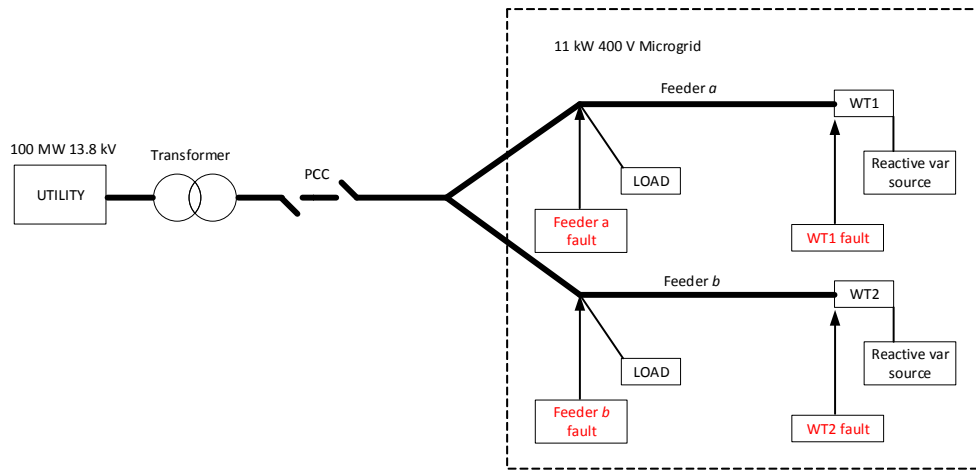 11 kW 400 V Microgrid
Feeder a
WT1
100 MW 13.8 kV
Transformer
PCC
UTILITY
LOAD
Reactive var
source
Feeder a
fault
WT1 fault
Feeder b
WT2
LOAD
Reactive var
source
Feeder b
fault
WT2 fault